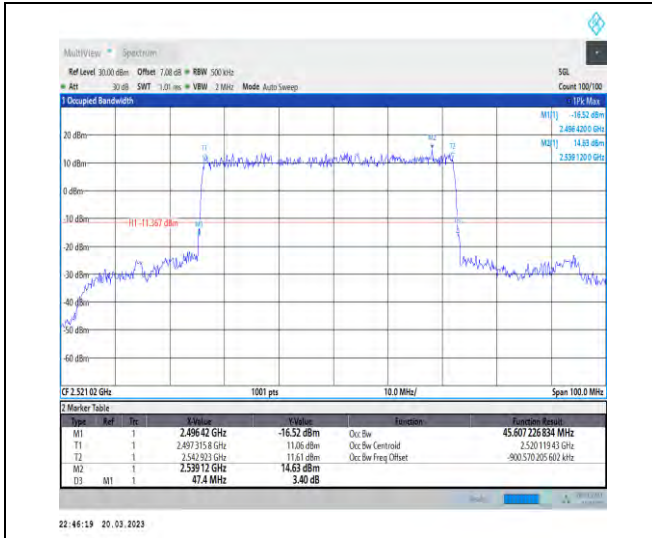 MultiView Spectrum
Ref Level 30.00 dBm Offset 7.08 dB RBW 500 kHz SGL
Att 30 dB SWT 1.01 ms VBW 2 MHz Mode Auto Sweep Count 100/100
1 Occupied Bandwidth 1Pk Max
M1[1] -16.52 dBm
2.496 420 0 GHz
20 dBm M2 M2[1] 14.63 dBm
T1 T2 2.539 120 0 GHz
10 dBm
0 dBm
-10 dBm H1 -11.367 dBm
M1
-20 dBm
-30 dBm
-40 dBm
-50 dBm
-60 dBm
CF 2.521 02 GHz 1001 pts 10.0 MHz/ Span 100.0 MHz
2 Marker Table
Type Ref Trc X-Value Y-Value Function Function Result
M1 1 2.496 42 GHz -16.52 dBm Occ Bw 45.607 226 834 MHz
T1 1 2.497 315 8 GHz 11.06 dBm Occ Bw Centroid 2.520 119 43 GHz
T2 1 2.542 923 GHz 11.61 dBm Occ Bw Freq Offset -900.570 205 602 kHz
M2 1 2.539 12 GHz 14.63 dBm
D3 M1 1 47.4 MHz 3.40 dB
22:46:19 20.03.2023